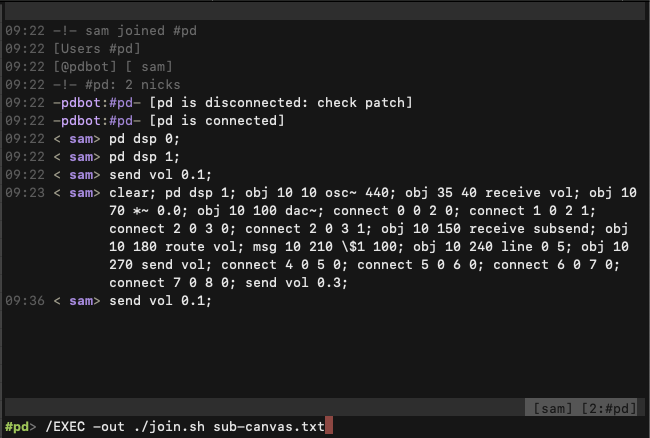 09:22 -!- sam joined #pd
09:22 [Users #pd]
09:22 [@pdbot] [ sam]
09:22 -!- #pd: 2 nicks
09:22 -pdbot:#pd- [pd is disconnected: check patch]
09:22 -pdbot:#pd- [pd is connected]
09:22 < sam> pd dsp 0;
09:22 < sam> pd dsp 1;
09:22 < sam> send vol 0.1;
09:23 < sam> clear; pd dsp 1; obj 10 10 osc~ 440; obj 35 40 receive vol; obj 10
70 *~ 0.0; obj 10 100 dac~; connect 0 0 2 0; connect 1 0 2 1;
connect 2 0 3 0; connect 2 0 3 1; obj 10 150 receive subsend; obj
10 180 route vol; msg 10 210 \$1 100; obj 10 240 line 0 5; obj 10
270 send vol; connect 4 0 5 0; connect 5 0 6 0; connect 6 0 7 0;
connect 7 0 8 0; send vol 0.3;
09:36 < sam> send vol 0.1;
[sam] [2:#pd]
#pd> /EXEC -out ./join.sh sub-canvas.txt